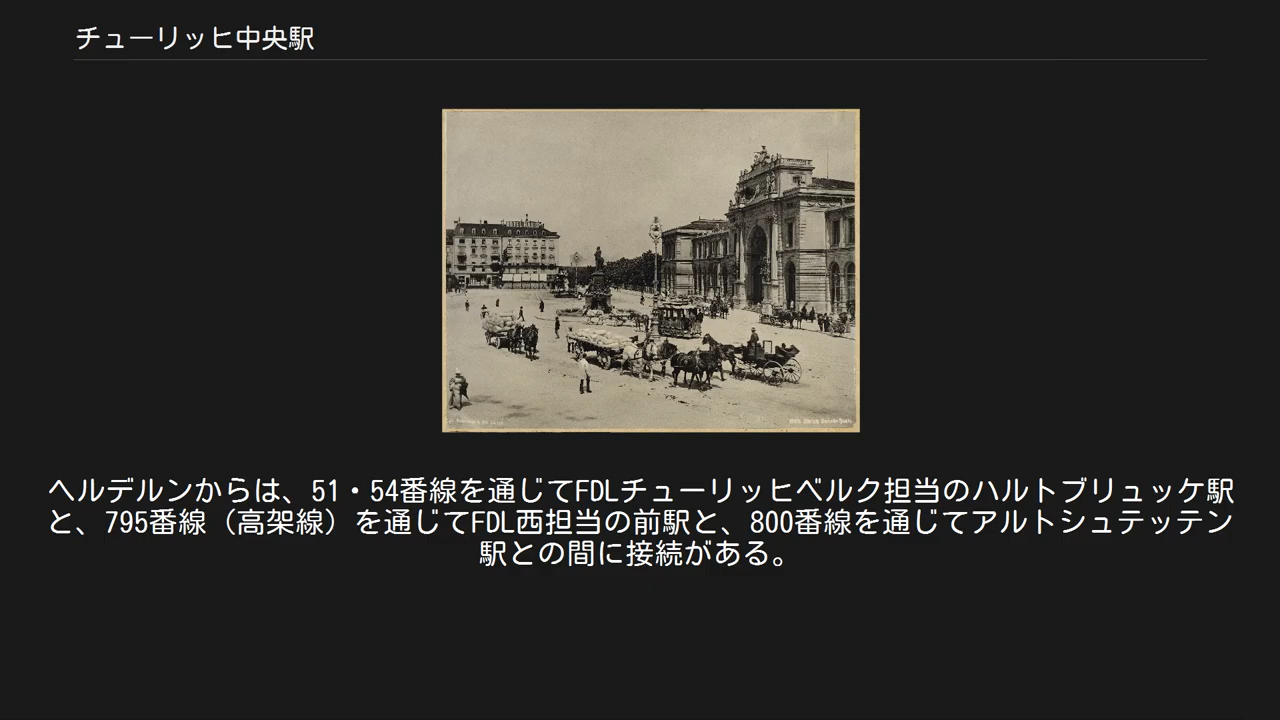 チューリッヒ中央駅
ヘルデルンからは、51・54番線を通じてFDLチューリッヒベルク担当のハルトブリュッケ駅
と、795番線（高架線）を通じてFDL西担当の前駅と、800番線を通じてアルトシュテッテン
駅との間に接続がある。